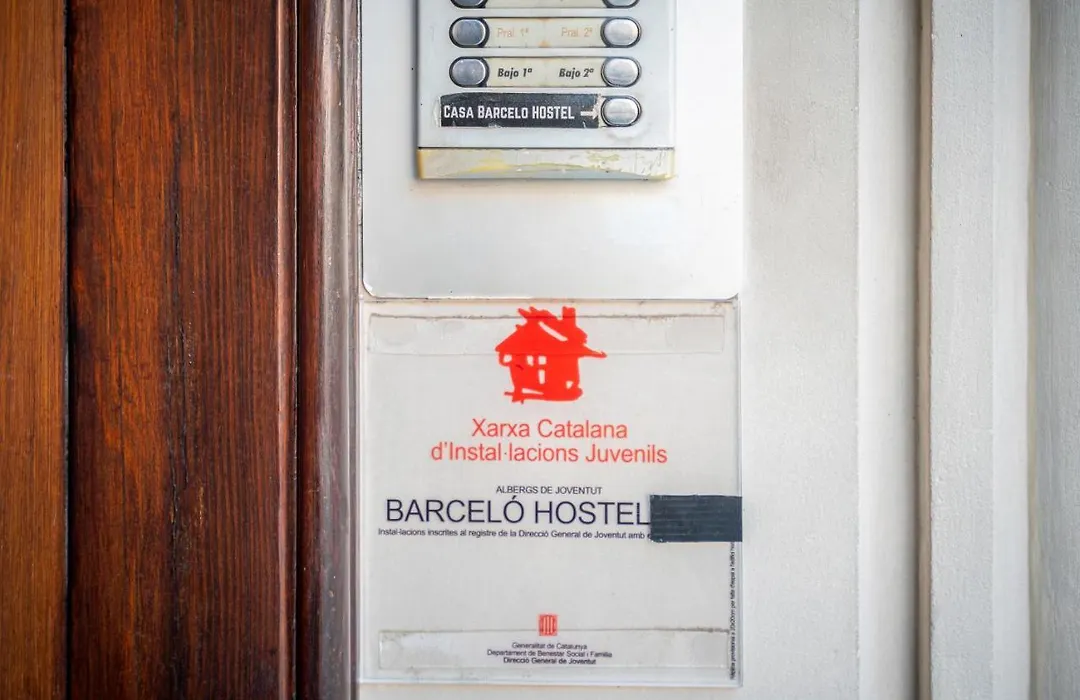 Pral. 1ª Pral. 2ª
Bajo 1ª Bajo 2ª
CASA BARCELO HOSTEL →
Xarxa Catalana
d'Instal·lacions Juvenils
ALBERGS DE JOVENTUT
BARCELÓ HOSTEL
Instal·lacions inscrites al registre de la Direcció General de Joventut amb
Generalitat de Catalunya
Departament de Benestar Social i Família
Direcció General de Joventut